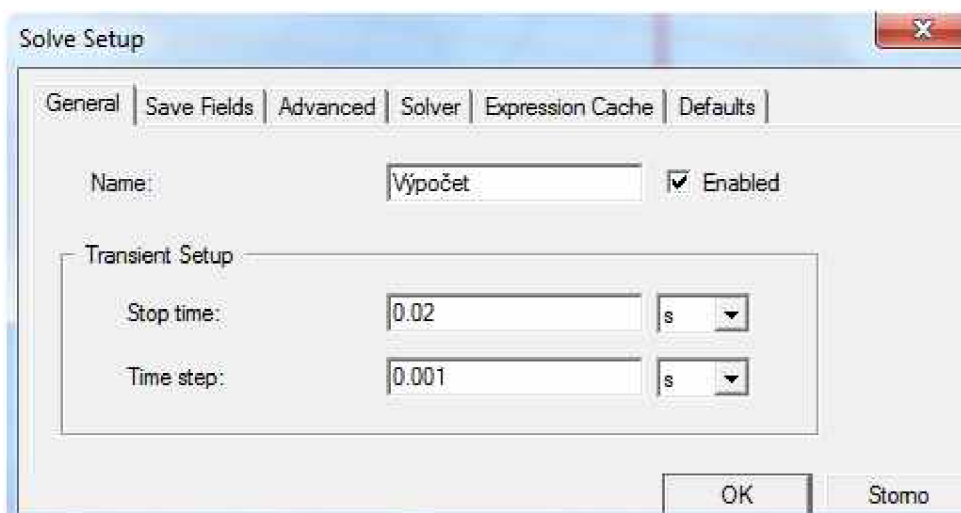 Solve Setup
General Save Fields Advanced Solver Expression Cache Defaults
Name: Výpočet Enabled
Transient Setup
Stop time: 0.02 s
Time step: 0.001 s
OK Storno